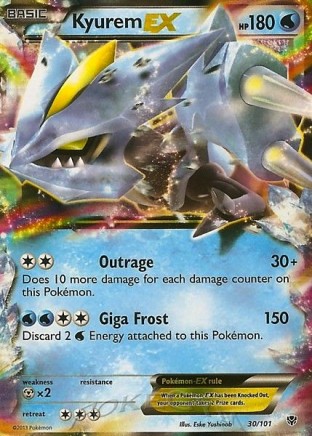 BASIC
Kyurem EX HP180
Outrage 30+
Does 10 more damage for each damage counter on
this Pokémon.
Giga Frost 150
Discard 2 Energy attached to this Pokémon.
weakness resistance
×2
Pokémon-EX rule
When a Pokémon-EX has been Knocked Out,
your opponent takes 2 Prize cards.
retreat
©2013 Pokémon
Illus. Eske Yoshinob
30/101